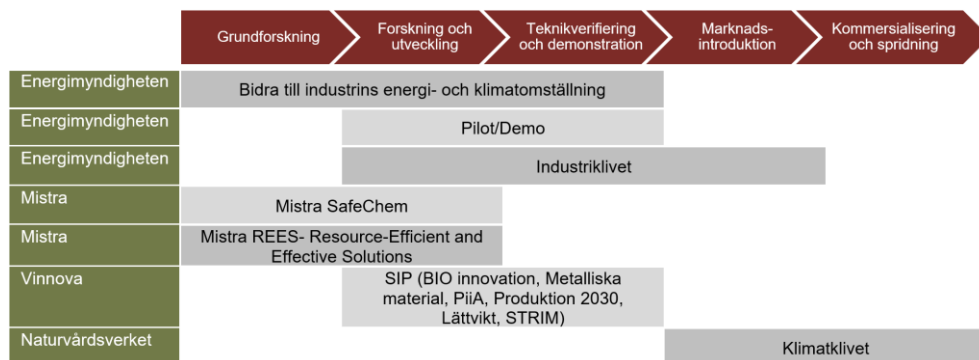 Grundforskning
Forskning och
utveckling
Teknikverifiering
och demonstration
Marknads-
introduktion
Kommersialisering
och spridning
Energimyndigheten
Bidra till industrins energi- och klimatomställning
Energimyndigheten
Pilot/Demo
Energimyndigheten
Industriklivet
Mistra
Mistra SafeChem
Mistra
Mistra REES- Resource-Efficient and
Effective Solutions
Vinnova
SIP (BIO innovation, Metalliska
material, PiiA, Produktion 2030,
Lättvikt, STRIM)
Naturvårdsverket
Klimatklivet